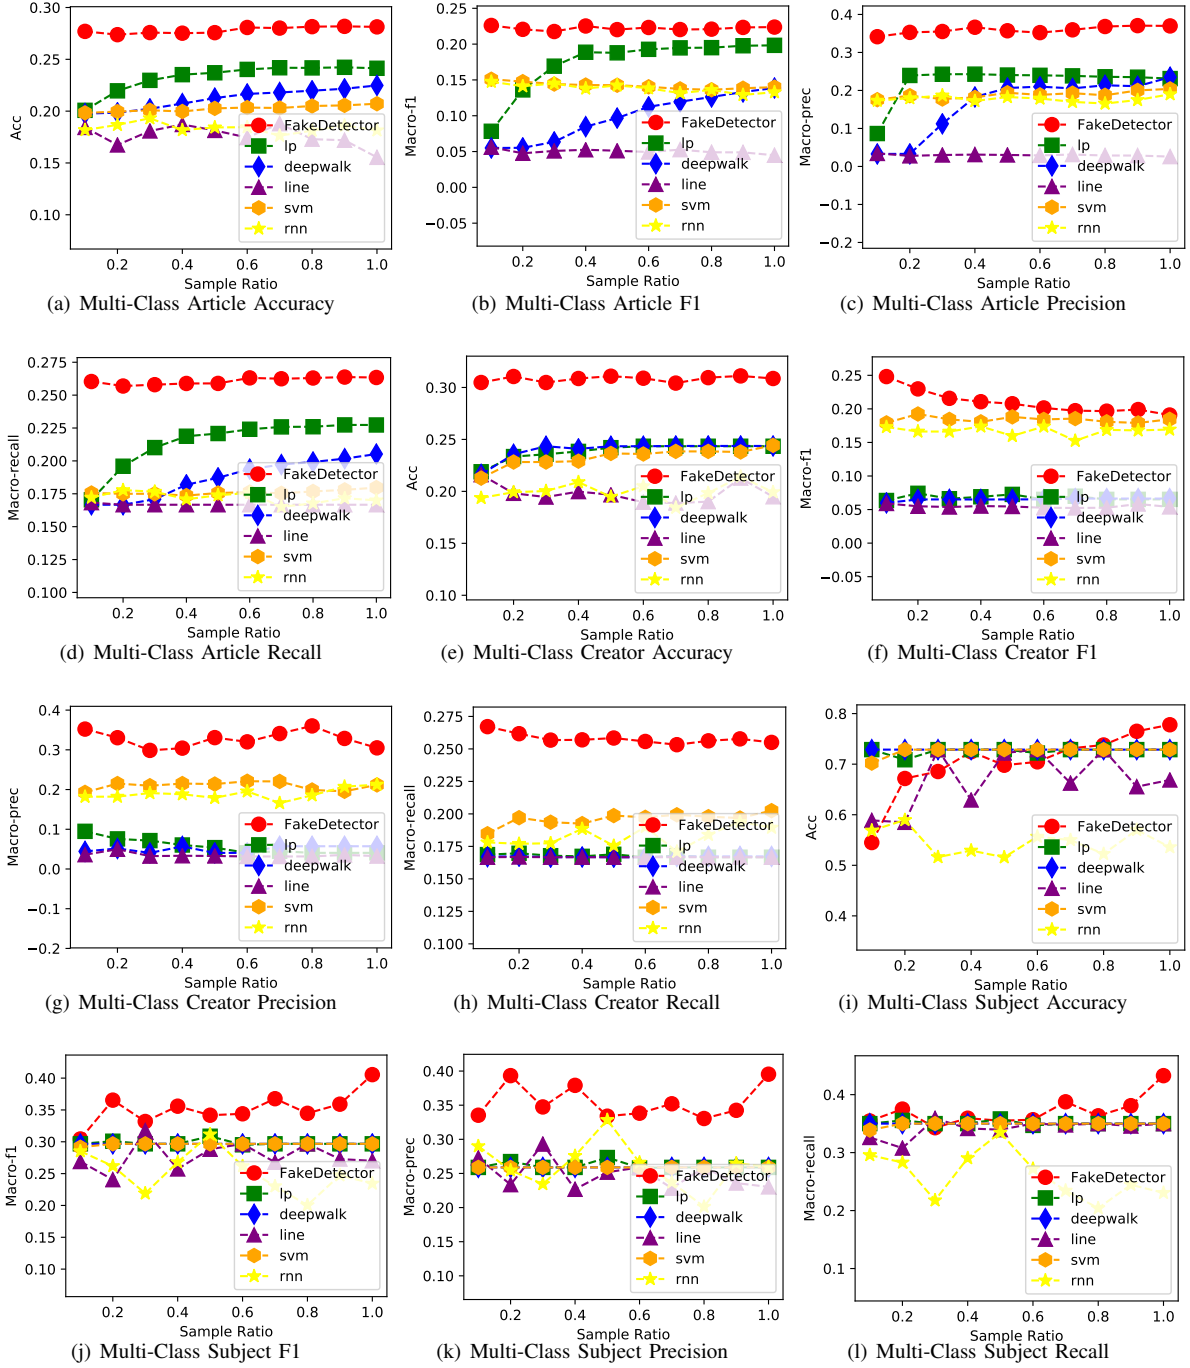 0.30
0.25
0.20
0.15
0.10
Acc
0.2 0.4 0.6 0.8 1.0
Sample Ratio
FakeDetector
lp
deepwalk
line
svm
rnn
(a) Multi-Class Article Accuracy
0.25
0.20
0.15
0.10
0.05
0.00
−0.05
Macro-f1
0.2 0.4 0.6 0.8 1.0
Sample Ratio
FakeDetector
lp
deepwalk
line
svm
rnn
(b) Multi-Class Article F1
0.4
0.3
0.2
0.1
0.0
−0.1
−0.2
Macro-prec
0.2 0.4 0.6 0.8 1.0
Sample Ratio
FakeDetector
lp
deepwalk
line
svm
rnn
(c) Multi-Class Article Precision
0.275
0.250
0.225
0.200
0.175
0.150
0.125
0.100
Macro-recall
0.2 0.4 0.6 0.8 1.0
Sample Ratio
FakeDetector
lp
deepwalk
line
svm
rnn
(d) Multi-Class Article Recall
0.30
0.25
0.20
0.15
0.10
Acc
0.2 0.4 0.6 0.8 1.0
Sample Ratio
FakeDetector
lp
deepwalk
line
svm
rnn
(e) Multi-Class Creator Accuracy
0.25
0.20
0.15
0.10
0.05
0.00
−0.05
Macro-f1
0.2 0.4 0.6 0.8 1.0
Sample Ratio
FakeDetector
lp
deepwalk
line
svm
rnn
(f) Multi-Class Creator F1
0.4
0.3
0.2
0.1
0.0
−0.1
−0.2
Macro-prec
0.2 0.4 0.6 0.8 1.0
Sample Ratio
FakeDetector
lp
deepwalk
line
svm
rnn
(g) Multi-Class Creator Precision
0.275
0.250
0.225
0.200
0.175
0.150
0.125
0.100
Macro-recall
0.2 0.4 0.6 0.8 1.0
Sample Ratio
FakeDetector
lp
deepwalk
line
svm
rnn
(h) Multi-Class Creator Recall
0.8
0.7
0.6
0.5
0.4
Acc
0.2 0.4 0.6 0.8 1.0
Sample Ratio
FakeDetector
lp
deepwalk
line
svm
rnn
(i) Multi-Class Subject Accuracy
0.40
0.35
0.30
0.25
0.20
0.15
0.10
Macro-f1
0.2 0.4 0.6 0.8 1.0
Sample Ratio
FakeDetector
lp
deepwalk
line
svm
rnn
(j) Multi-Class Subject F1
0.40
0.35
0.30
0.25
0.20
0.15
0.10
Macro-prec
0.2 0.4 0.6 0.8 1.0
Sample Ratio
FakeDetector
lp
deepwalk
line
svm
rnn
(k) Multi-Class Subject Precision
0.4
0.3
0.2
0.1
Macro-recall
0.2 0.4 0.6 0.8 1.0
Sample Ratio
FakeDetector
lp
deepwalk
line
svm
rnn
(l) Multi-Class Subject Recall